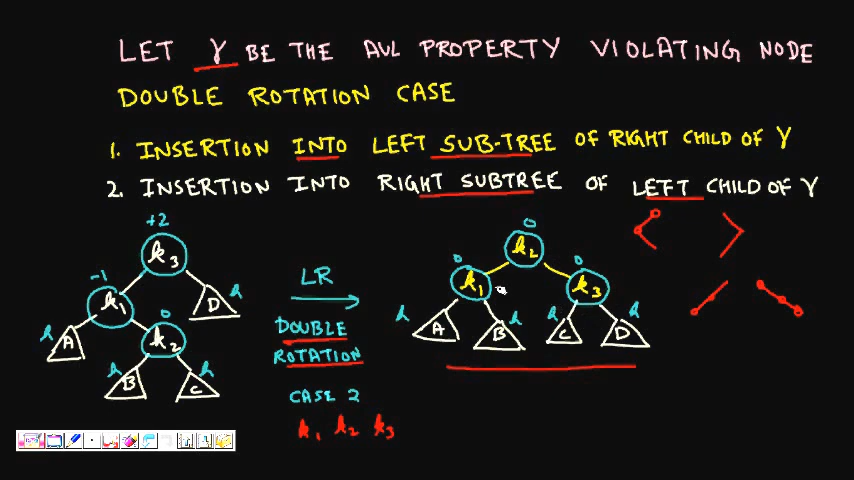 LET Y BE THE AVL PROPERTY VIOLATING NODE
DOUBLE ROTATION CASE
1. INSERTION INTO LEFT SUB-TREE OF RIGHT CHILD OF Y
2. INSERTION INTO RIGHT SUBTREE OF LEFT CHILD OF Y
+2
k3
-1
k1
D h
0
h A
k2
h B
h C
LR
DOUBLE
ROTATION
CASE 2
k1 k2 k3
0
k2
0 0
k1 k3
h A
B h
h C
D h